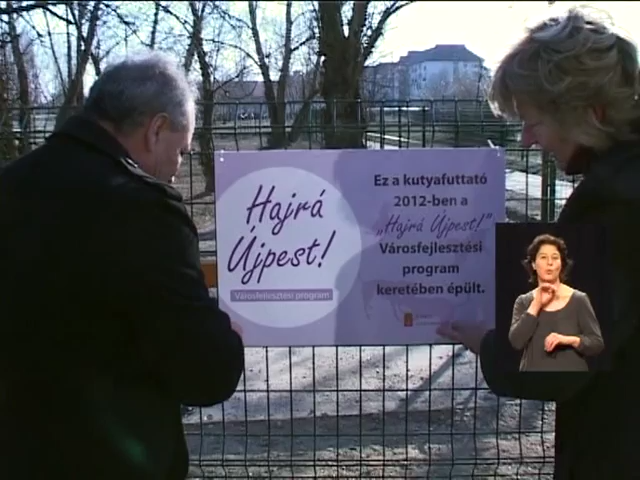 Hajrá
Újpest!
Városfejlesztési program
Ez a kutyafuttató
2012-ben a
„Hajrá Újpest!"
Városfejlesztési
program
keretében épült.